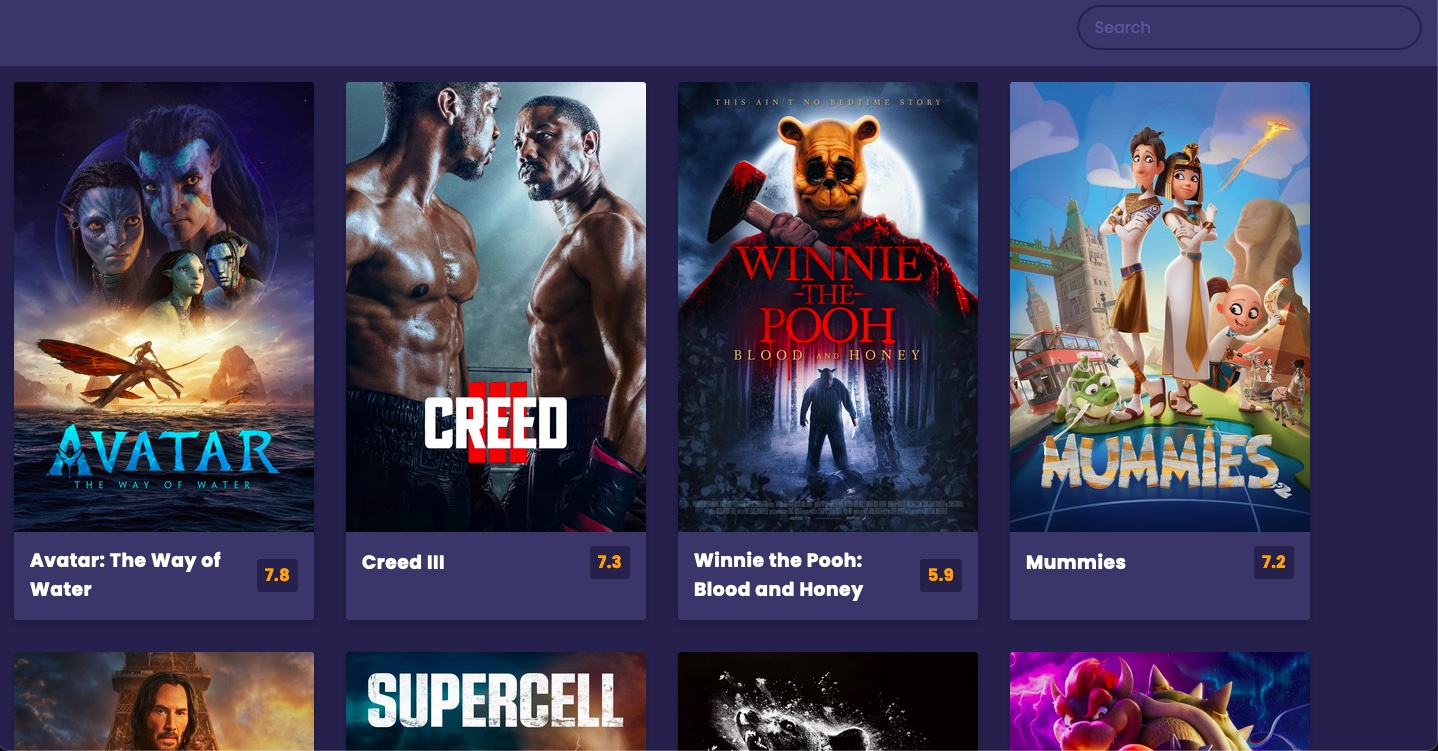 Search
THIS AIN'T NO BEDTIME STORY
WINNIE
-THE-
POOH
BLOOD AND HONEY
AVATAR
THE WAY OF WATER
CREED
III
MUMMIES
Avatar: The Way of
Water
7.8
Creed III
7.3
Winnie the Pooh:
Blood and Honey
5.9
Mummies
7.2
SUPERCELL